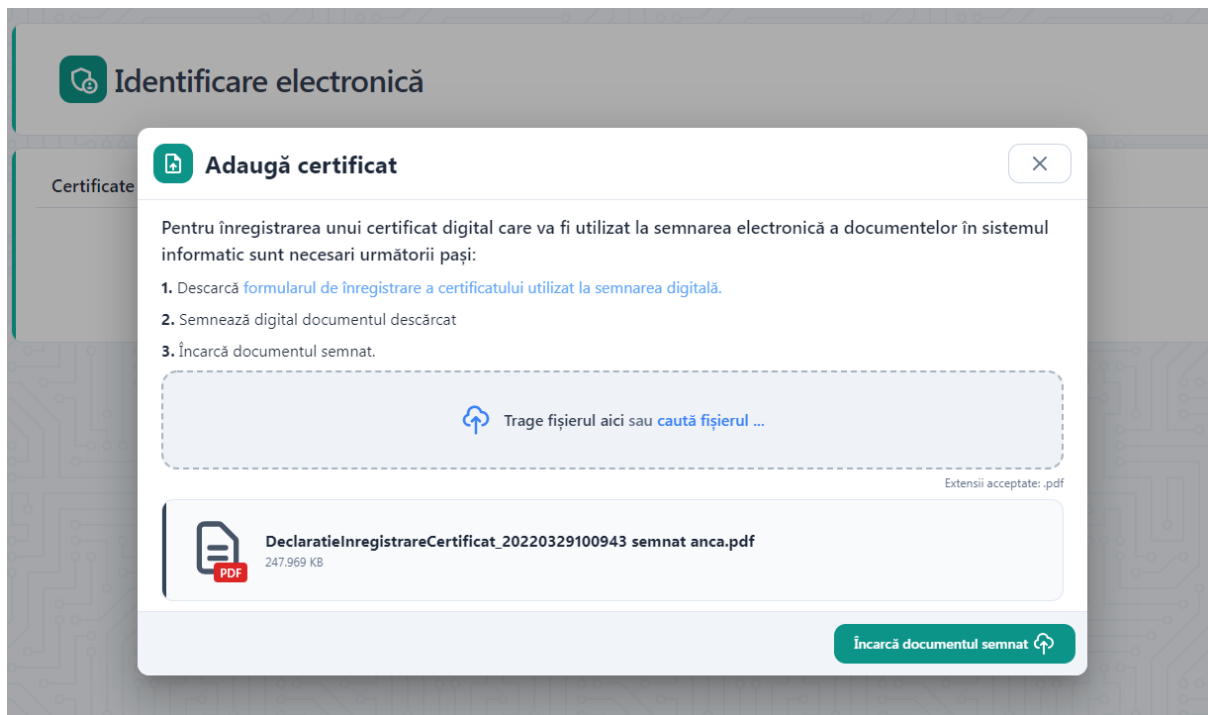 Identificare electronică
Adaugă certificat
Certificate
Pentru înregistrarea unui certificat digital care va fi utilizat la semnarea electronică a documentelor în sistemul
informatic sunt necesari următorii pași:
1. Descarcă formularul de înregistrare a certificatului utilizat la semnarea digitală.
2. Semnează digital documentul descărcat
3. Încarcă documentul semnat.
Trage fișierul aici sau caută fișierul ...
Extensii acceptate: .pdf
DeclaratieInregistrareCertificat_20220329100943 semnat anca.pdf
247.969 KB
PDF
Încarcă documentul semnat